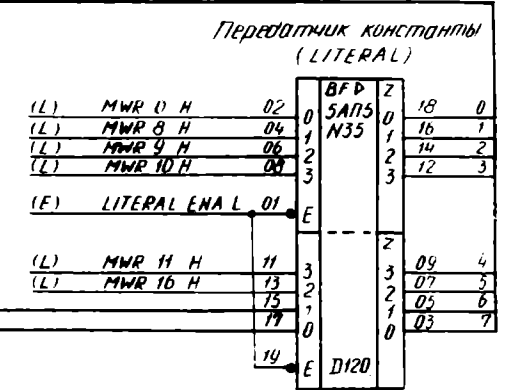 Передатчик константы
(LITERAL)
BFD Z
(L) MWR 0 H 02 0 5АП5 0 18 0
(L) MWR 8 H 04 1 N35 1 16 1
(L) MWR 9 H 06 2 2 14 2
(L) MWR 10 H 08 3 3 12 3
(E) LITERAL ENA L 01 E
Z
(L) MWR 11 H 11 3 3 09 4
(L) MWR 16 H 13 2 2 07 5
15 1 1 05 6
17 0 0 03 7
19 E D120